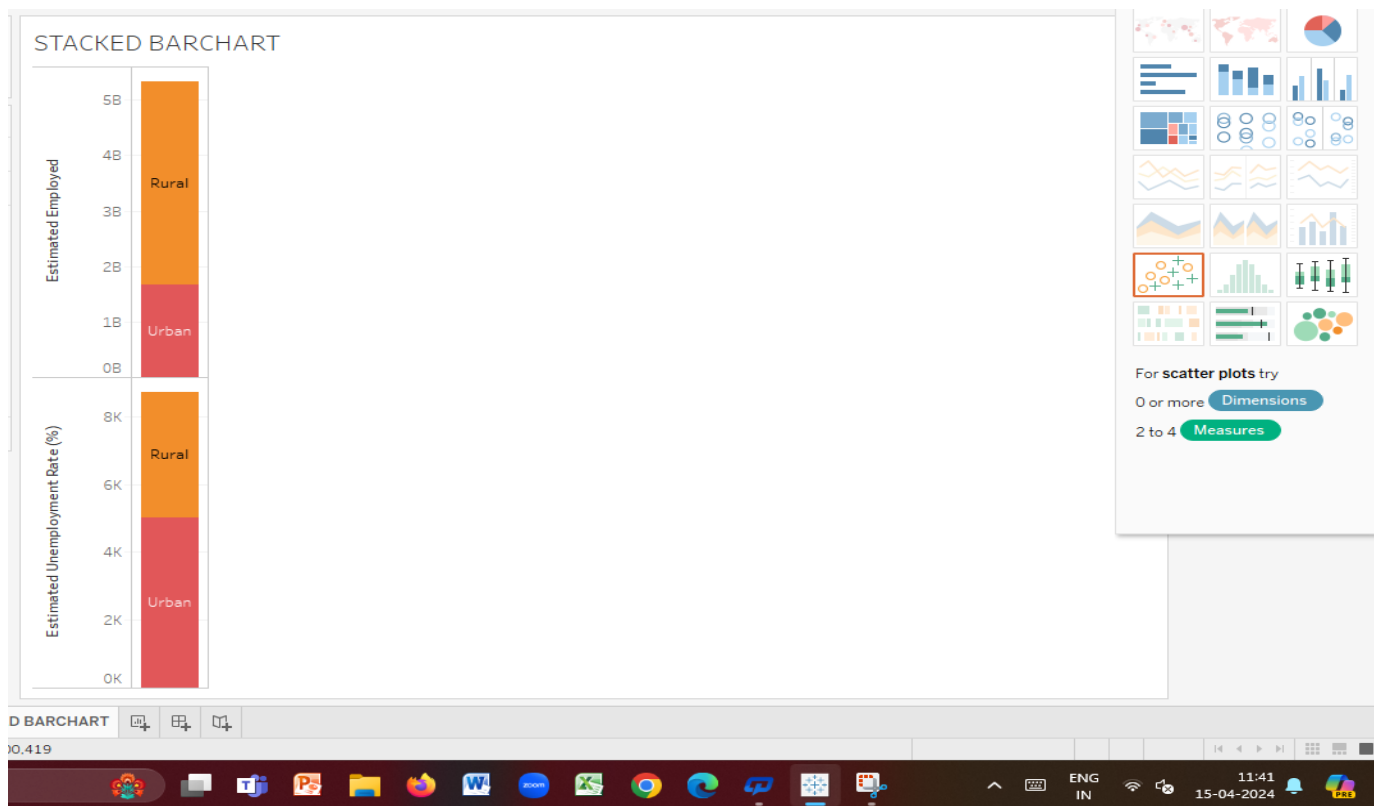 STACKED BARCHART
Estimated Employed
5B
4B
3B
2B
1B
0B
Rural
Urban
Estimated Unemployment Rate (%)
8K
6K
4K
2K
0K
Rural
Urban
For scatter plots try
0 or more Dimensions
2 to 4 Measures
D BARCHART
00,419
zoom
ENG
IN
11:41
15-04-2024
PRE